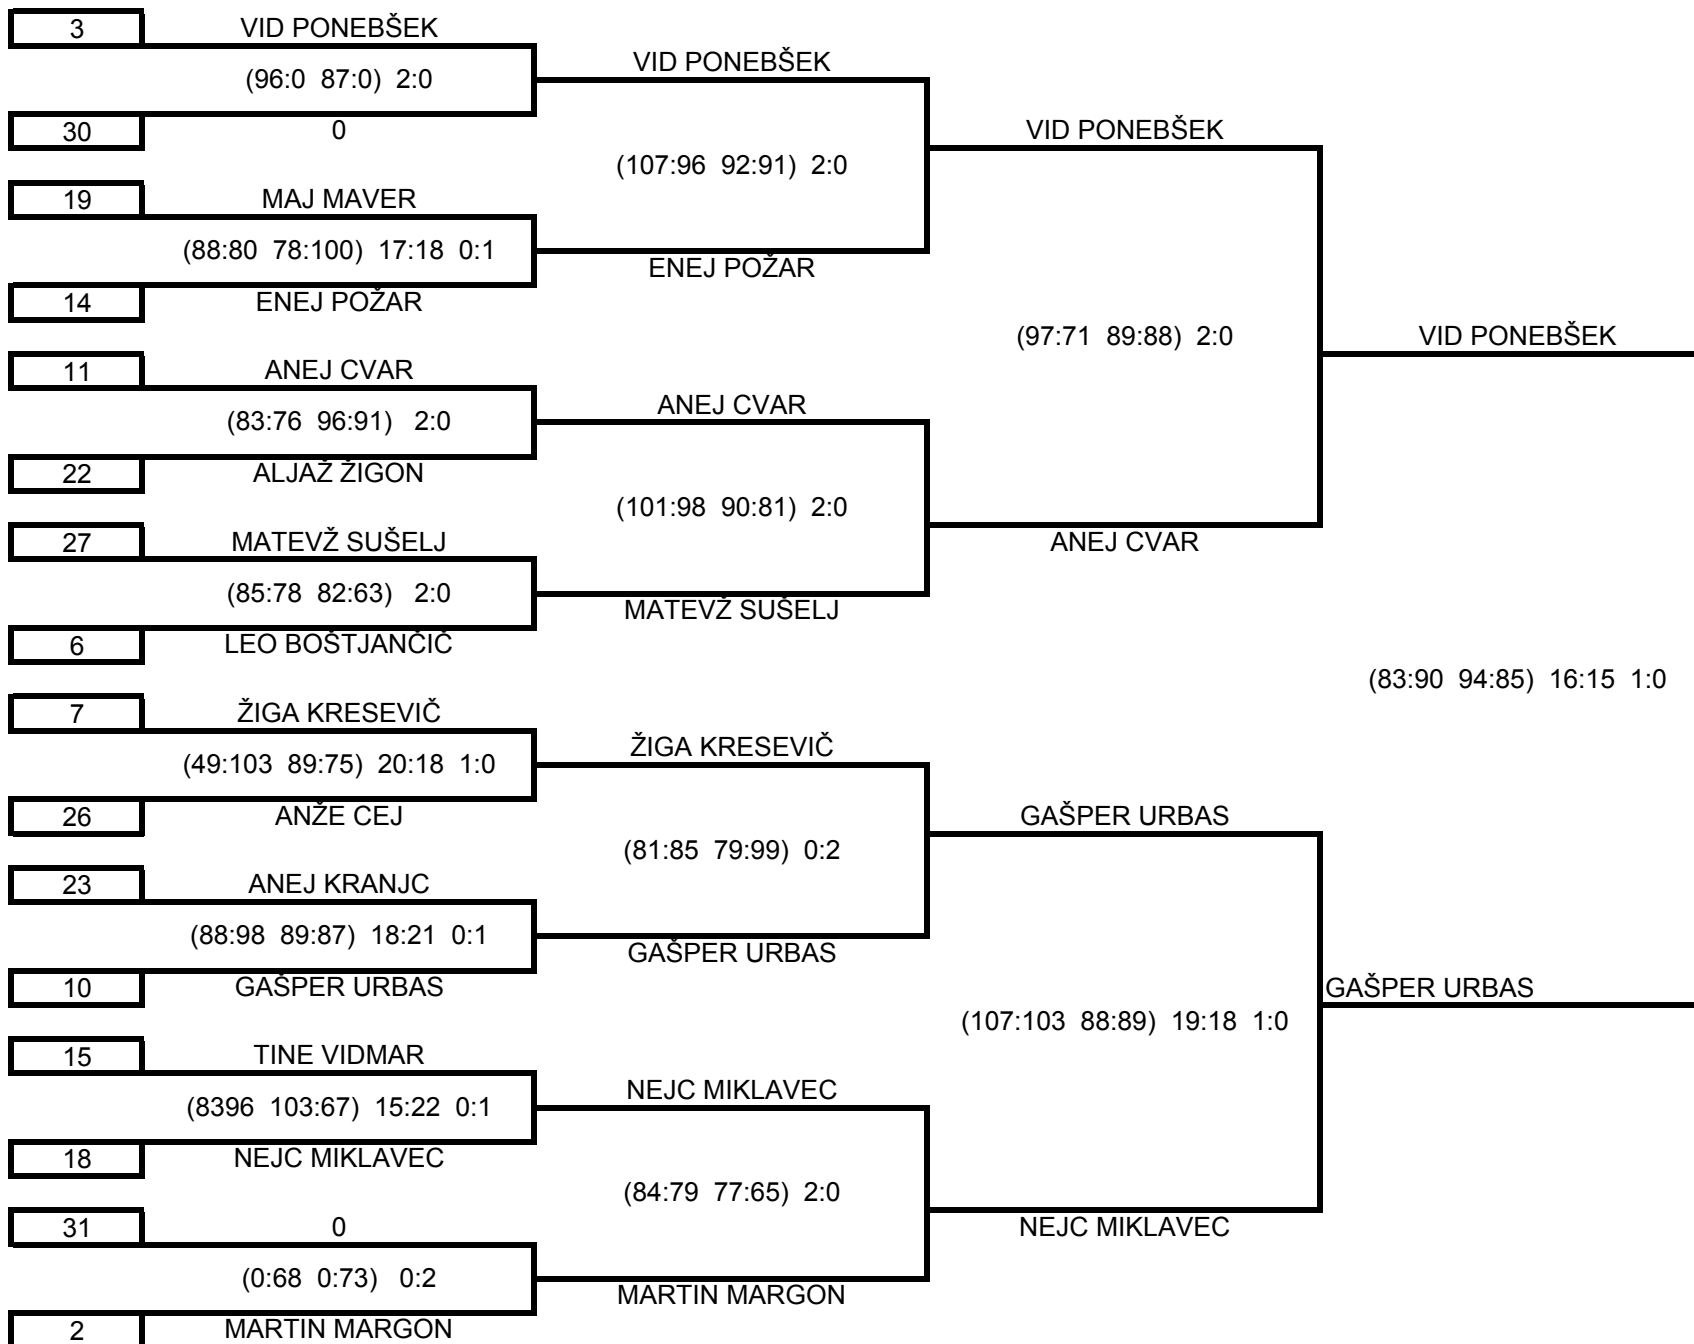 3 VID PONEBŠEK
(96:0 87:0) 2:0
30 0
VID PONEBŠEK
(107:96 92:91) 2:0
ENEJ POŽAR
19 MAJ MAVER
(88:80 78:100) 17:18 0:1
14 ENEJ POŽAR
VID PONEBŠEK
(97:71 89:88) 2:0
ANEJ CVAR
11 ANEJ CVAR
(83:76 96:91) 2:0
22 ALJAŽ ŽIGON
ANEJ CVAR
(101:98 90:81) 2:0
MATEVŽ SUŠELJ
27 MATEVŽ SUŠELJ
(85:78 82:63) 2:0
6 LEO BOŠTJANČIČ
VID PONEBŠEK
(83:90 94:85) 16:15 1:0
GAŠPER URBAS
7 ŽIGA KRESEVIČ
(49:103 89:75) 20:18 1:0
26 ANŽE CEJ
ŽIGA KRESEVIČ
(81:85 79:99) 0:2
GAŠPER URBAS
23 ANEJ KRANJC
(88:98 89:87) 18:21 0:1
10 GAŠPER URBAS
GAŠPER URBAS
(107:103 88:89) 19:18 1:0
NEJC MIKLAVEC
15 TINE VIDMAR
(8396 103:67) 15:22 0:1
18 NEJC MIKLAVEC
NEJC MIKLAVEC
(84:79 77:65) 2:0
MARTIN MARGON
31 0
(0:68 0:73) 0:2
2 MARTIN MARGON